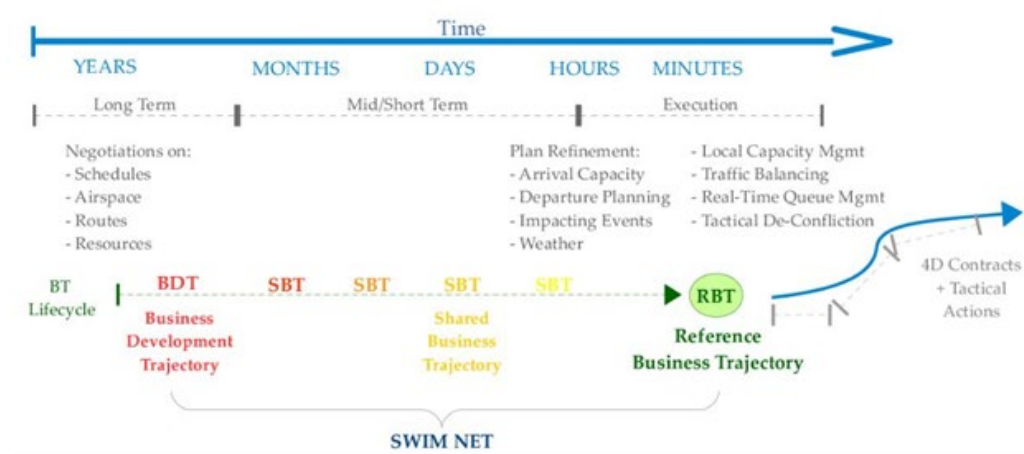 Time
YEARS MONTHS DAYS HOURS MINUTES
Long Term Mid/Short Term Execution
Negotiations on:
- Schedules
- Airspace
- Routes
- Resources
Plan Refinement:
- Arrival Capacity
- Departure Planning
- Impacting Events
- Weather
- Local Capacity Mgmt
- Traffic Balancing
- Real-Time Queue Mgmt
- Tactical De-Confliction
BT
Lifecycle
BDT SBT SBT SBT SBT RBT
Business
Development
Trajectory
Shared
Business
Trajectory
Reference
Business Trajectory
4D Contracts
+ Tactical
Actions
SWIM NET